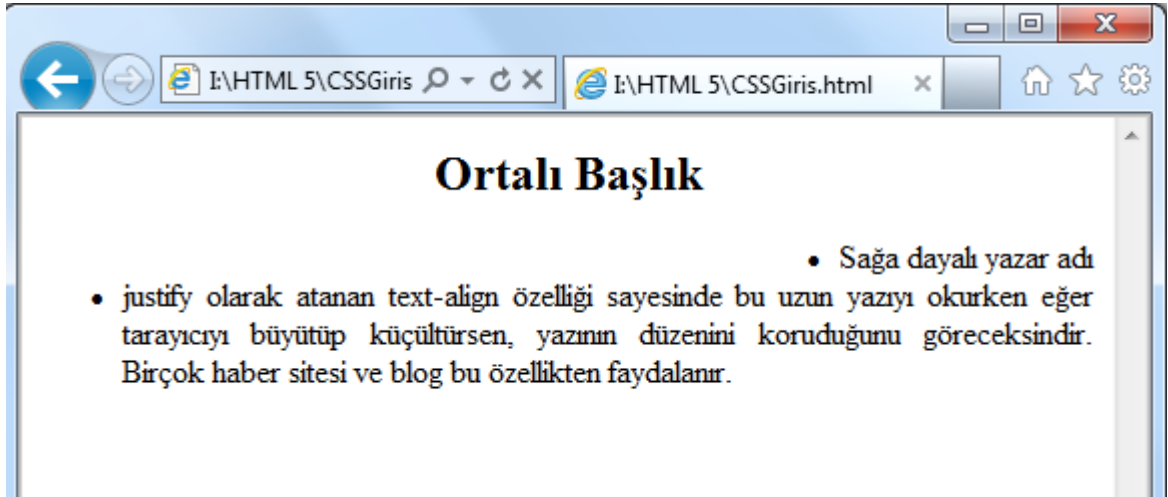 I:\HTML 5\CSSGiris
I:\HTML 5\CSSGiris.html
Ortalı Başlık
• Sağa dayalı yazar adı
• justify olarak atanan text-align özelliği sayesinde bu uzun yazıyı okurken eğer
tarayıcıyı büyütüp küçültürsen, yazının düzenini koruduğunu göreceksindir.
Birçok haber sitesi ve blog bu özellikten faydalanır.